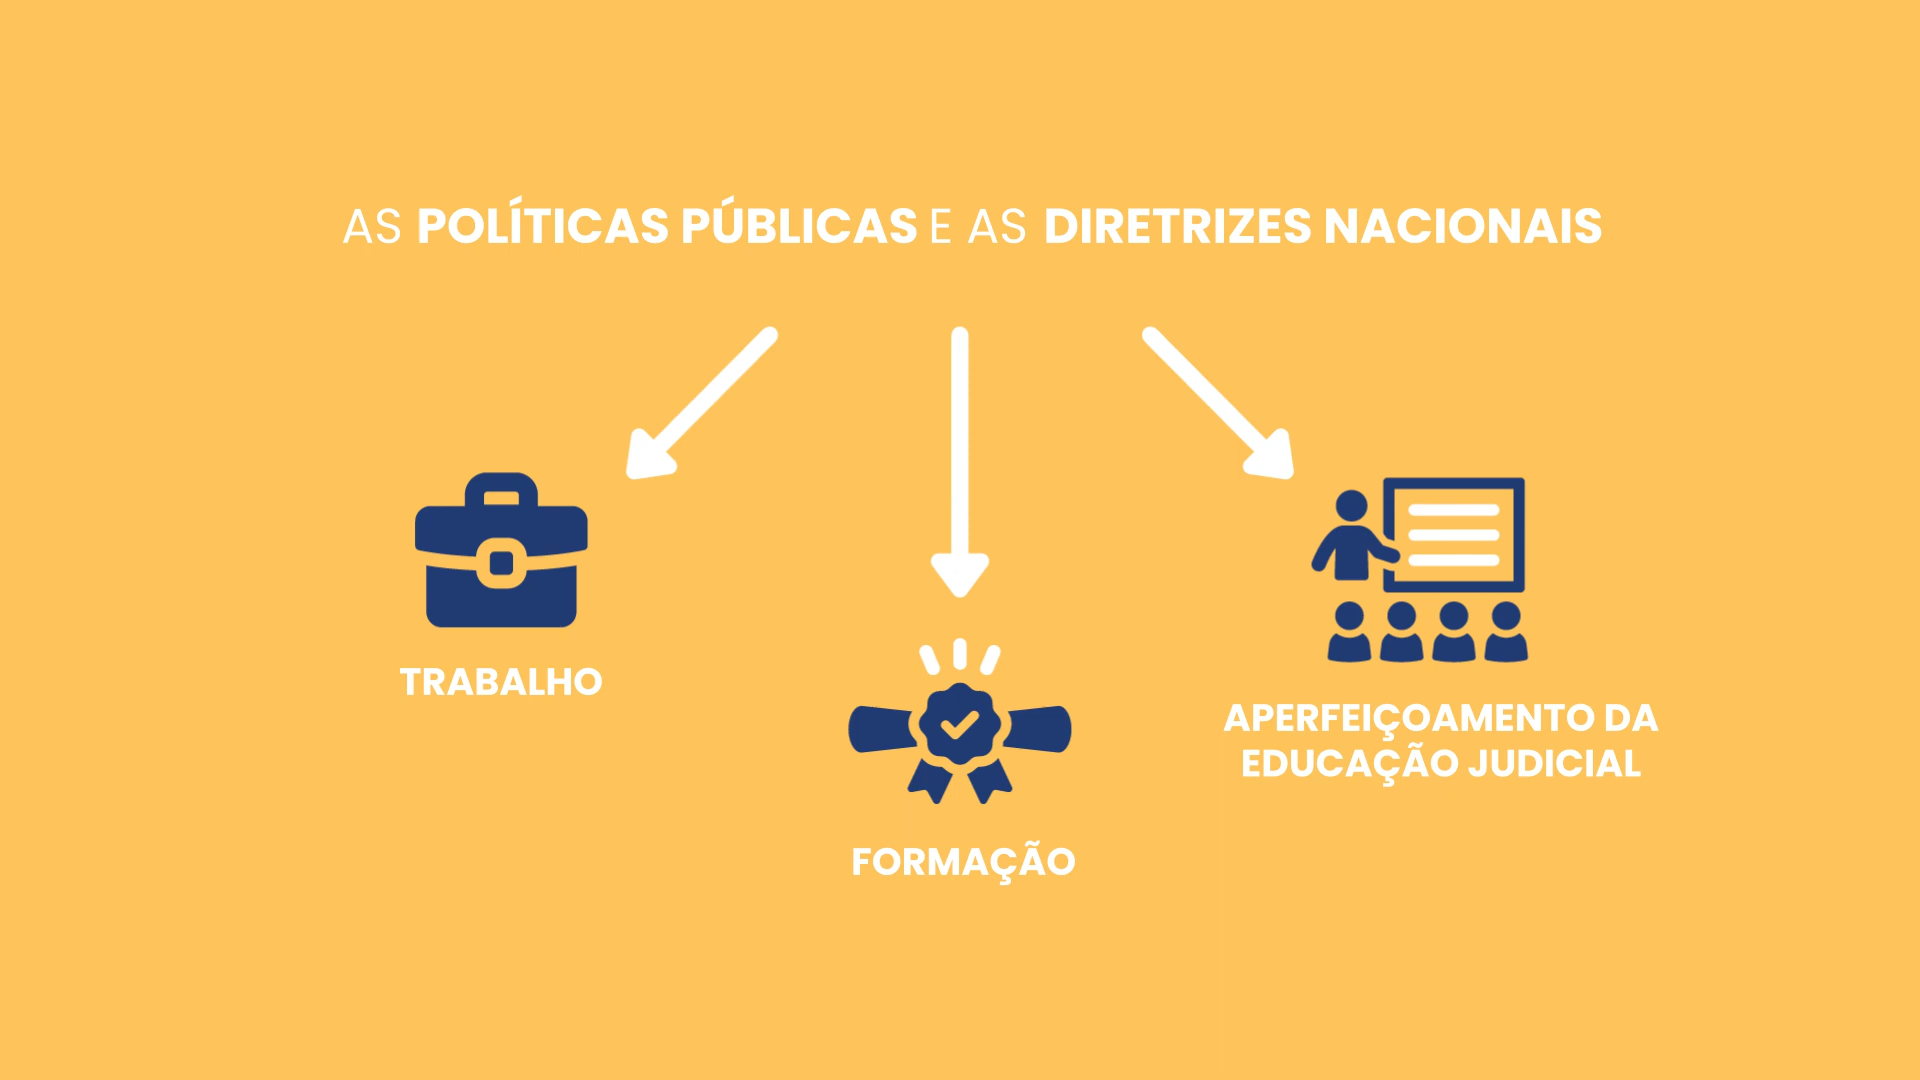 AS POLÍTICAS PÚBLICAS E AS DIRETRIZES NACIONAIS
TRABALHO
FORMAÇÃO
APERFEIÇOAMENTO DA
EDUCAÇÃO JUDICIAL